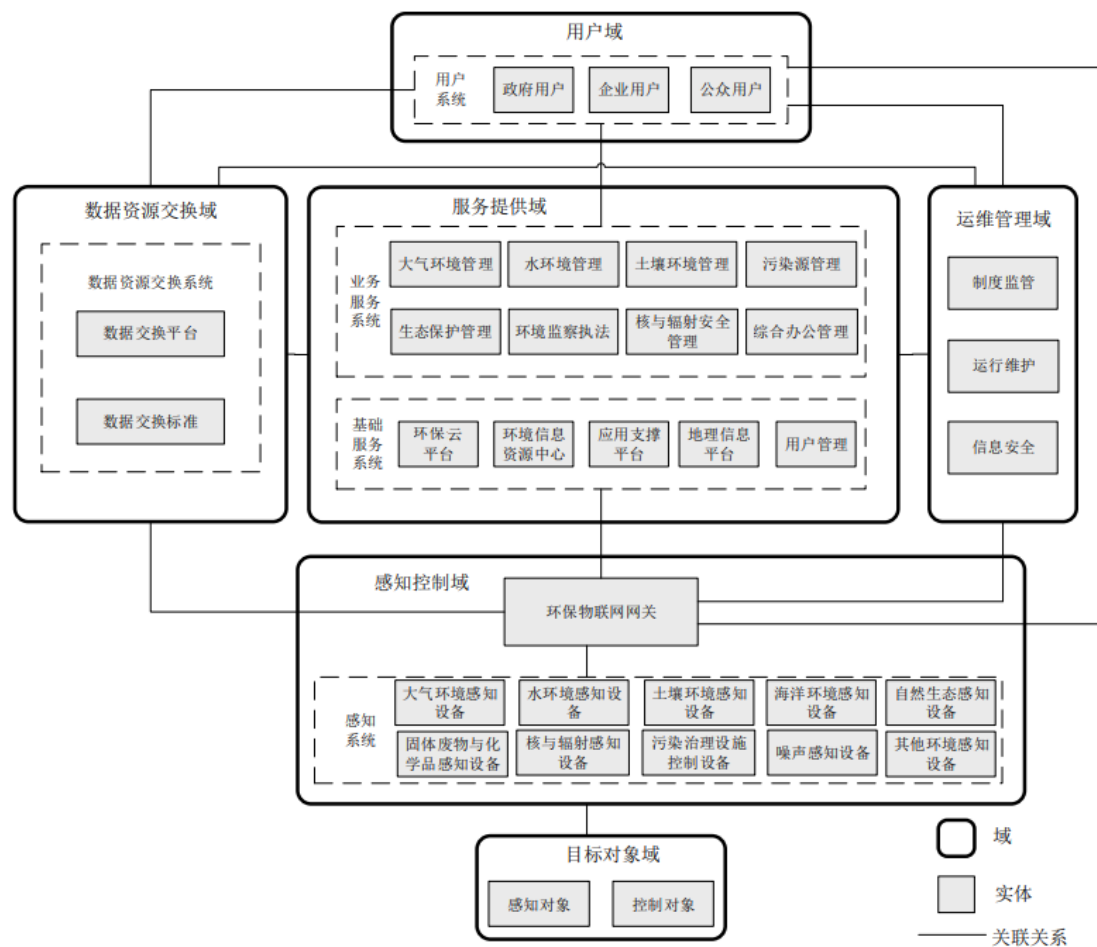 用户域
用户
系统
政府用户
企业用户
公众用户
数据资源交换域
数据资源交换系统
数据交换平台
数据交换标准
服务提供域
业务
服务
系统
大气环境管理
水环境管理
土壤环境管理
污染源管理
生态保护管理
环境监察执法
核与辐射安全
管理
综合办公管理
基础
服务
系统
环保云
平台
环境信息
资源中心
应用支撑
平台
地理信息
平台
用户管理
运维管理域
制度监管
运行维护
信息安全
感知控制域
环保物联网网关
感知
系统
大气环境感知
设备
水环境感知设
备
土壤环境感知
设备
海洋环境感知
设备
自然生态感知
设备
固体废物与化
学品感知设备
核与辐射感知
设备
污染治理设施
控制设备
噪声感知设备
其他环境感知
设备
目标对象域
感知对象
控制对象
域
实体
关联关系